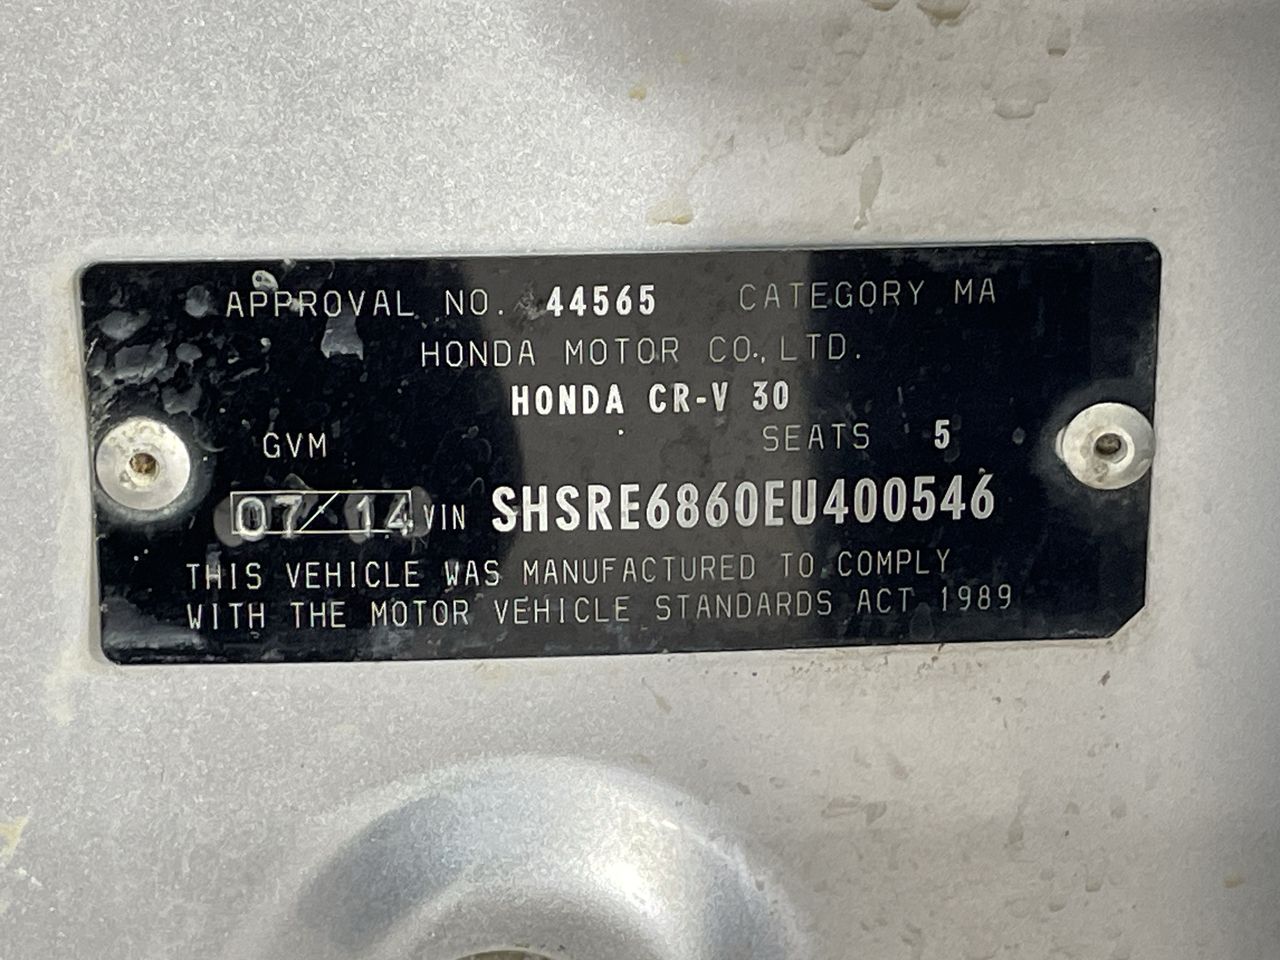 APPROVAL NO. 44565 CATEGORY MA
HONDA MOTOR CO.,LTD.
HONDA CR-V 30
GVM SEATS 5
07/14 VIN SHSRE6860EU400546
THIS VEHICLE WAS MANUFACTURED TO COMPLY
WITH THE MOTOR VEHICLE STANDARDS ACT 1989